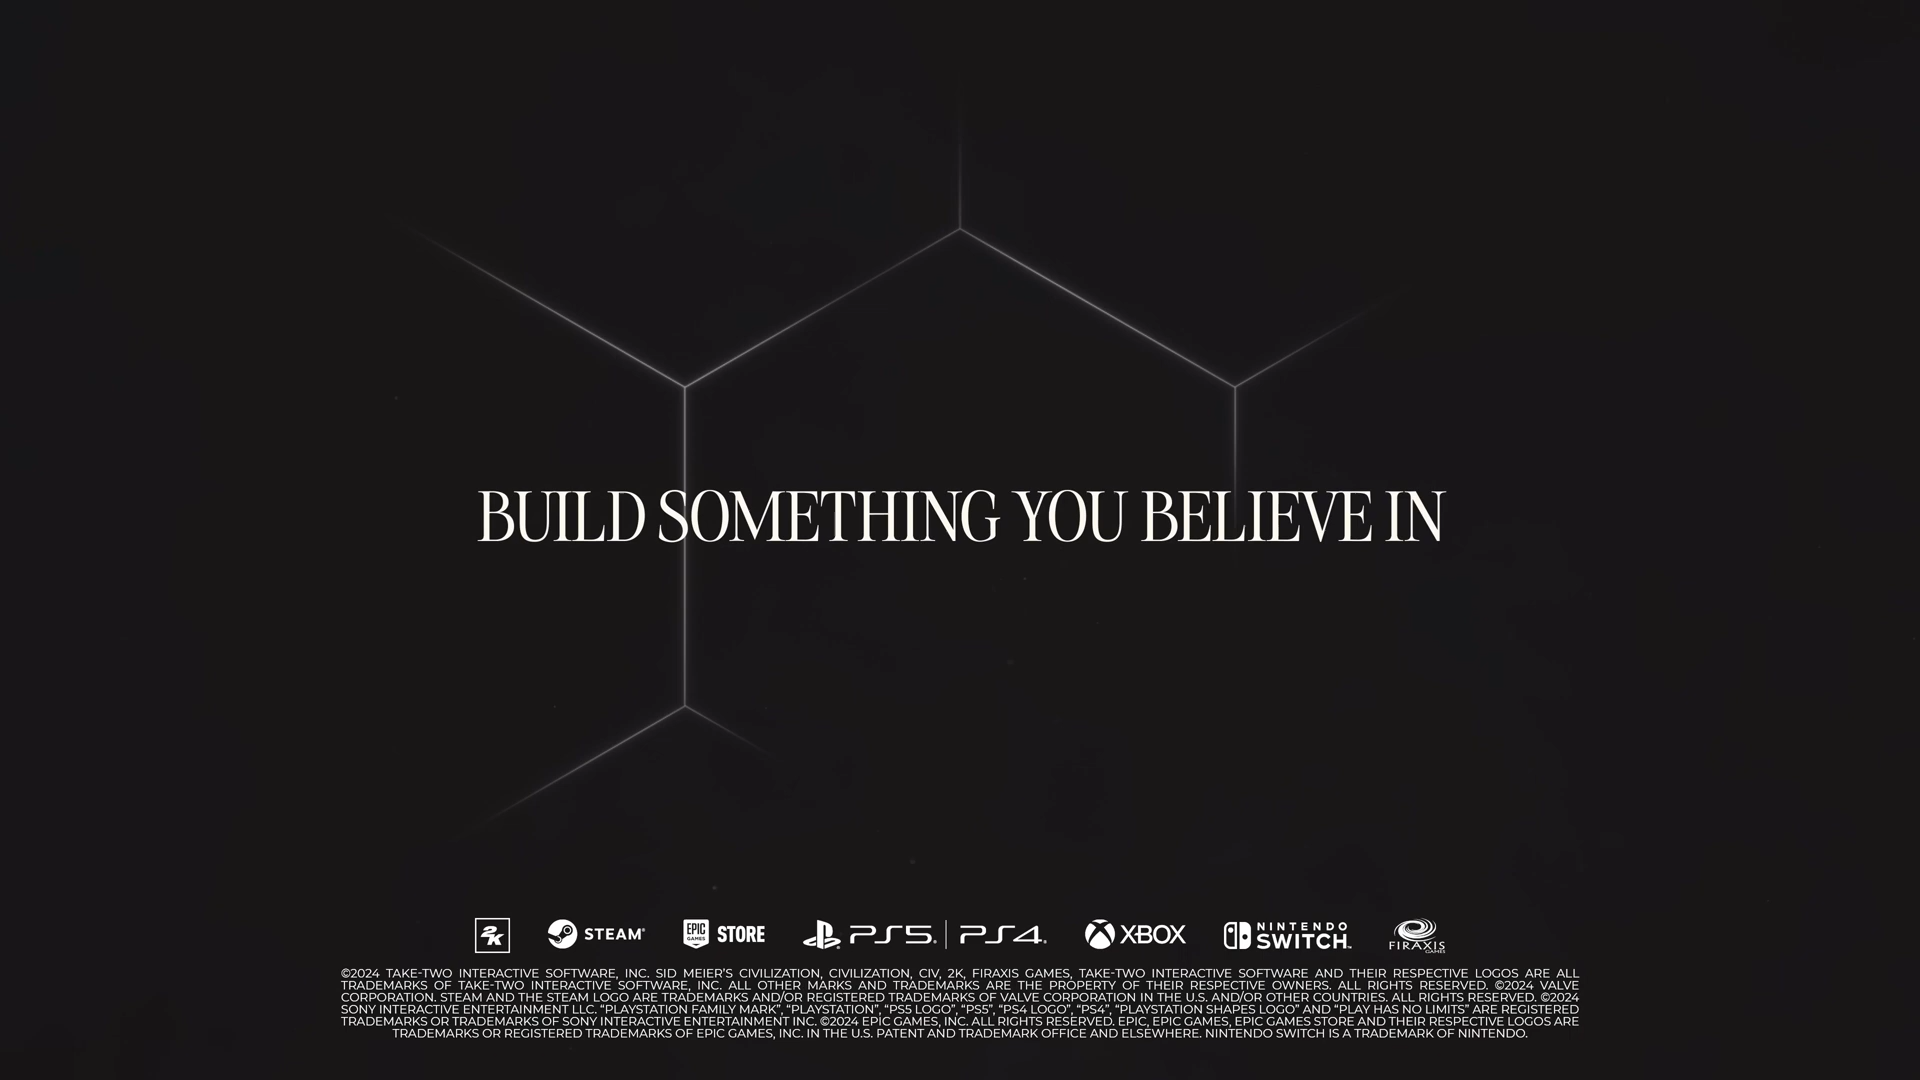 BUILD SOMETHING YOU BELIEVE IN
2K STEAM® EPIC GAMES STORE PS5 PS4 XBOX NINTENDO SWITCH™ FIRAXIS GAMES
©2024 TAKE-TWO INTERACTIVE SOFTWARE, INC. SID MEIER'S CIVILIZATION, CIVILIZATION, CIV, 2K, FIRAXIS GAMES, TAKE-TWO INTERACTIVE SOFTWARE AND THEIR RESPECTIVE LOGOS ARE ALL
TRADEMARKS OF TAKE-TWO INTERACTIVE SOFTWARE, INC. ALL OTHER MARKS AND TRADEMARKS ARE THE PROPERTY OF THEIR RESPECTIVE OWNERS. ALL RIGHTS RESERVED. ©2024 VALVE
CORPORATION. STEAM AND THE STEAM LOGO ARE TRADEMARKS AND/OR REGISTERED TRADEMARKS OF VALVE CORPORATION IN THE U.S. AND/OR OTHER COUNTRIES. ALL RIGHTS RESERVED. ©2024
SONY INTERACTIVE ENTERTAINMENT LLC. “PLAYSTATION FAMILY MARK”, “PLAYSTATION”, “PS5 LOGO”, “PS5”, “PS4 LOGO”, “PS4”, “PLAYSTATION SHAPES LOGO” AND “PLAY HAS NO LIMITS” ARE REGISTERED
TRADEMARKS OR TRADEMARKS OF SONY INTERACTIVE ENTERTAINMENT INC. ©2024 EPIC GAMES, INC. ALL RIGHTS RESERVED. EPIC, EPIC GAMES, EPIC GAMES STORE AND THEIR RESPECTIVE LOGOS ARE
TRADEMARKS OR REGISTERED TRADEMARKS OF EPIC GAMES, INC. IN THE U.S. PATENT AND TRADEMARK OFFICE AND ELSEWHERE. NINTENDO SWITCH IS A TRADEMARK OF NINTENDO.